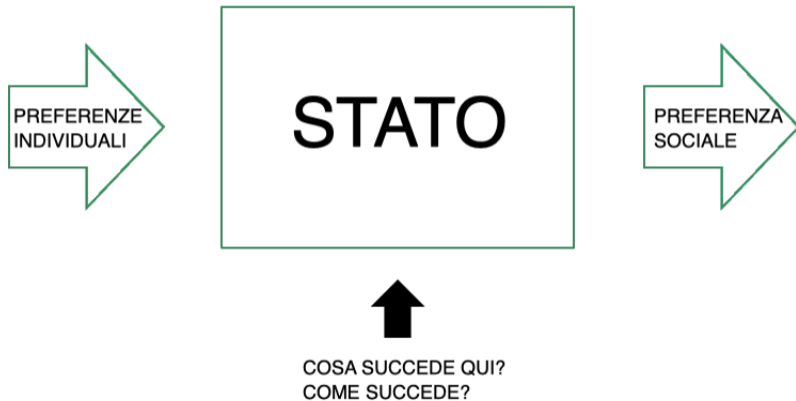 PREFERENZE
INDIVIDUALI
STATO
PREFERENZA
SOCIALE
COSA SUCCEDE QUI?
COME SUCCEDE?